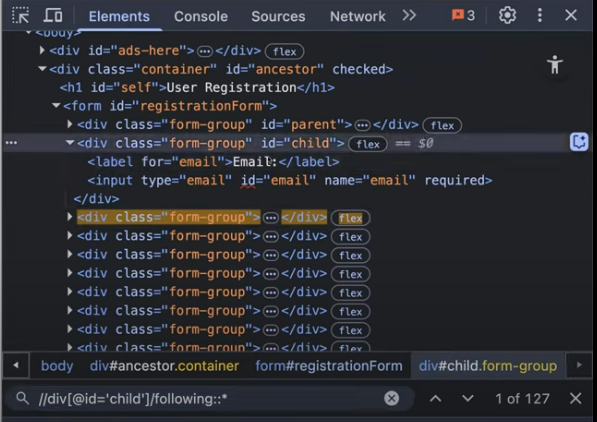 Elements Console Sources Network 3
<body>
<div id="ads-here"> </div> flex
<div class="container" id="ancestor" checked>
<h1 id="self">User Registration</h1>
<form id="registrationForm">
<div class="form-group" id="parent"> </div> flex
<div class="form-group" id="child"> flex == $0
<label for="email">Email:</label>
<input type="email" id="email" name="email" required>
</div>
<div class="form-group"> </div> flex
<div class="form-group"> </div> flex
<div class="form-group"> </div> flex
<div class="form-group"> </div> flex
<div class="form-group"> </div> flex
<div class="form-group"> </div> flex
<div class="form-group"> </div> flex
<div class="form-group"> </div> flex
body div#ancestor.container form#registrationForm div#child.form-group
//div[@id='child']/following::* 1 of 127